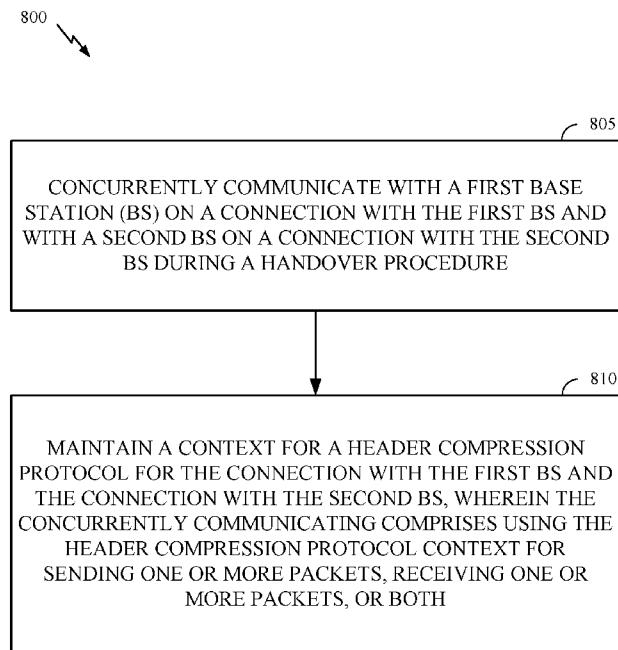 800
805
CONCURRENTLY COMMUNICATE WITH A FIRST BASE
STATION (BS) ON A CONNECTION WITH THE FIRST BS AND
WITH A SECOND BS ON A CONNECTION WITH THE SECOND
BS DURING A HANDOVER PROCEDURE
810
MAINTAIN A CONTEXT FOR A HEADER COMPRESSION
PROTOCOL FOR THE CONNECTION WITH THE FIRST BS AND
THE CONNECTION WITH THE SECOND BS, WHEREIN THE
CONCURRENTLY COMMUNICATING COMPRISES USING THE
HEADER COMPRESSION PROTOCOL CONTEXT FOR
SENDING ONE OR MORE PACKETS, RECEIVING ONE OR
MORE PACKETS, OR BOTH